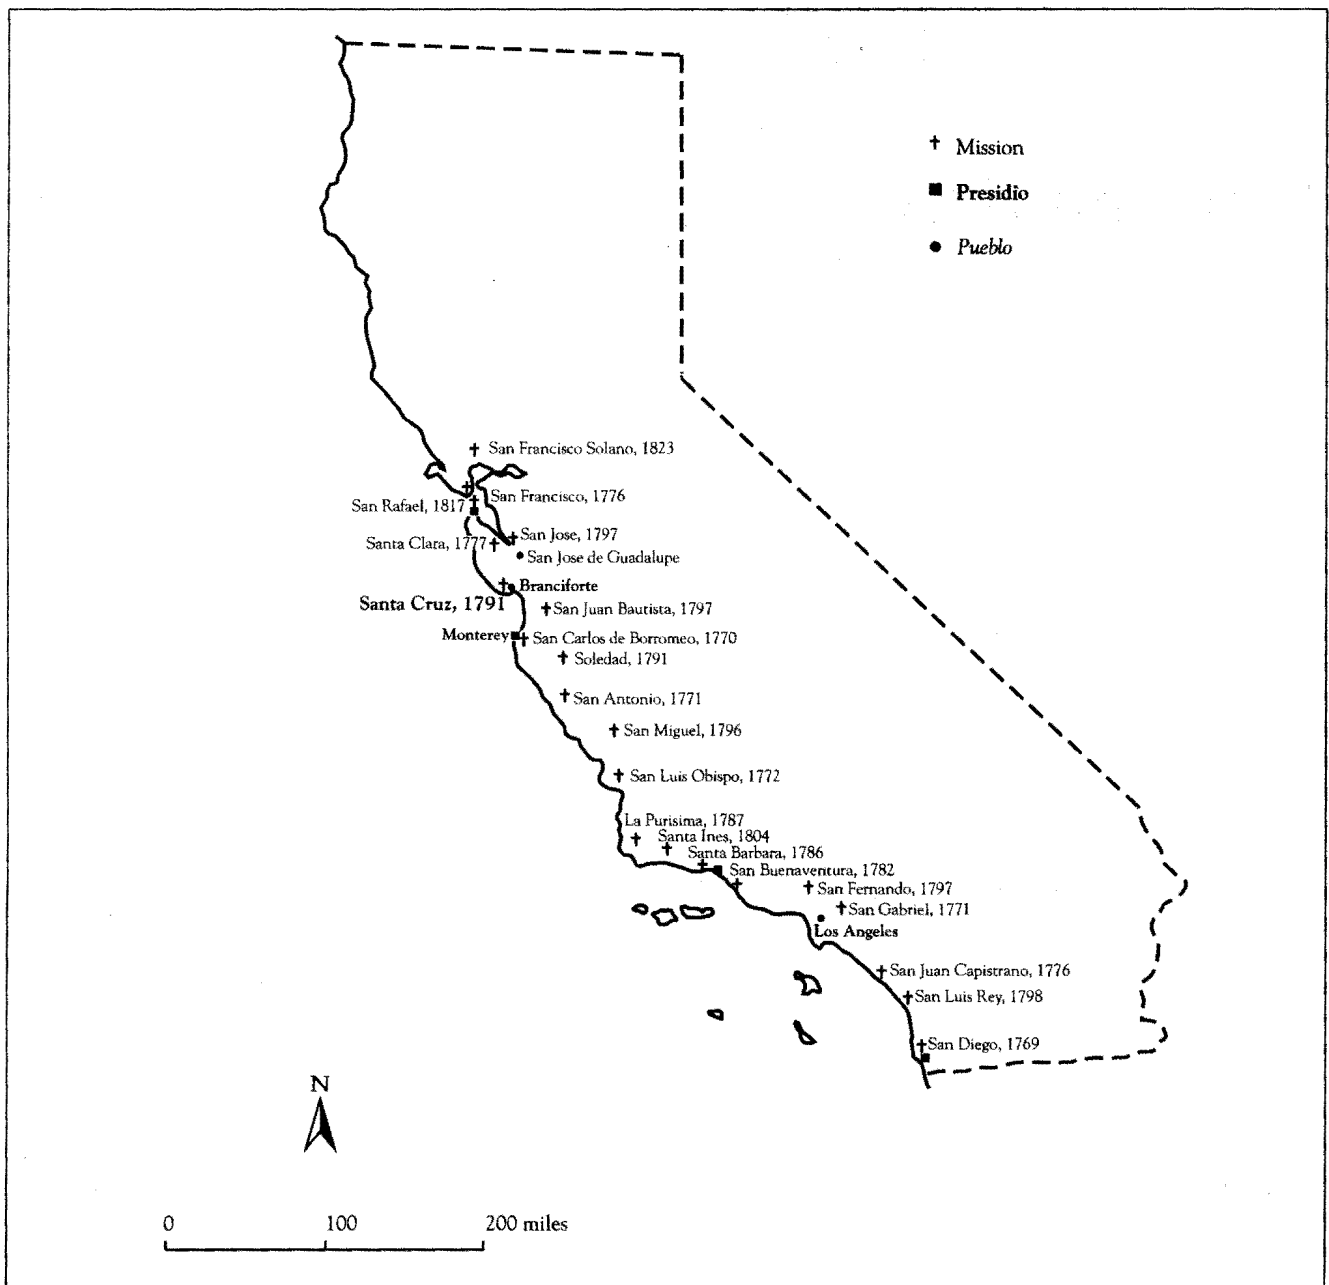 Mission
Presidio
Pueblo
San Francisco Solano, 1823
San Francisco, 1776
San Rafael, 1817
San Jose, 1797
Santa Clara, 1777
San Jose de Guadalupe
Branciforte
Santa Cruz, 1791
San Juan Bautista, 1797
Monterey
San Carlos de Borromeo, 1770
Soledad, 1791
San Antonio, 1771
San Miguel, 1796
San Luis Obispo, 1772
La Purisima, 1787
Santa Ines, 1804
Santa Barbara, 1786
San Buenaventura, 1782
San Fernando, 1797
San Gabriel, 1771
Los Angeles
San Juan Capistrano, 1776
San Luis Rey, 1798
San Diego, 1769
N
0 100 200 miles